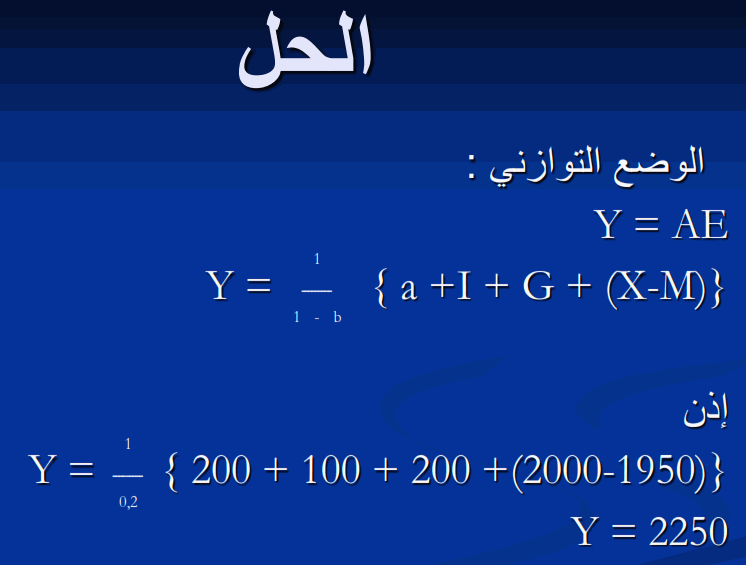 الحل
الوضع التوازني :
Y = AE
1
Y = — { a +I + G + (X-M)}
1 - b
إذن
1
Y = — { 200 + 100 + 200 +(2000-1950)}
0,2
Y = 2250